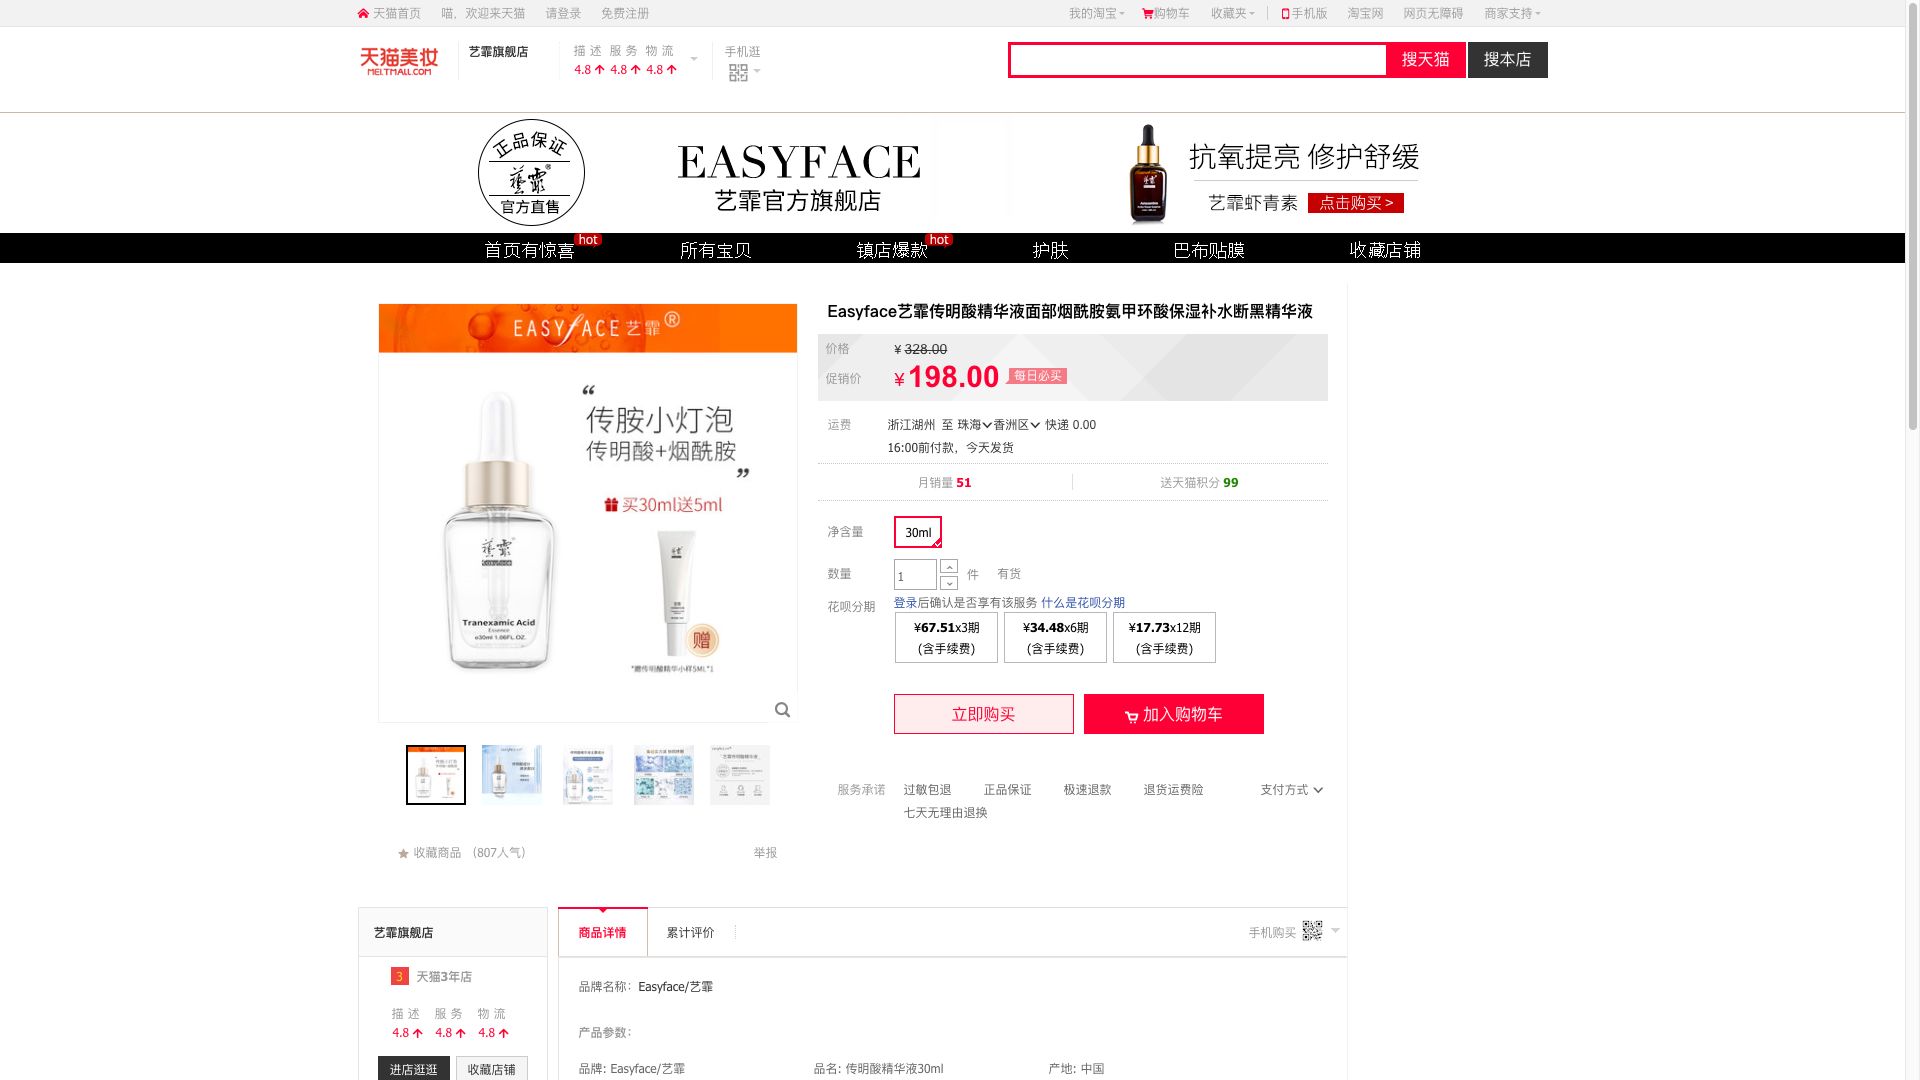 天猫首页 喵，欢迎来天猫 请登录 免费注册 我的淘宝 购物车 收藏夹 手机版 淘宝网 网页无障碍 商家支持
天猫美妆
MEITMALL.COM
艺霏旗舰店
描 述 服 务 物 流
4.8 4.8 4.8
手机逛
搜天猫 搜本店
正品保证
藝霏®
官方直售
EASYFACE
艺霏官方旗舰店
抗氧提亮 修护舒缓
艺霏虾青素 点击购买 >
首页有惊喜 hot 所有宝贝 镇店爆款 hot 护肤 巴布贴膜 收藏店铺
EASYFACE 艺霏®
“
传胺小灯泡
传明酸+烟酰胺
”
买30ml送5ml
藝霏
Tranexamic Acid
Essence
℮30ml 1.06FL.OZ.
藝霏
赠
*赠传明酸精华小样5ML*1
Easyface艺霏传明酸精华液面部烟酰胺氨甲环酸保湿补水断黑精华液
价格 ¥ 328.00
促销价 ¥ 198.00 每日必买
运费 浙江湖州 至 珠海 香洲区 快递 0.00
16:00前付款，今天发货
月销量 51 送天猫积分 99
净含量 30ml
数量 1 件 有货
花呗分期 登录后确认是否享有该服务 什么是花呗分期
¥67.51x3期 ¥34.48x6期 ¥17.73x12期
(含手续费) (含手续费) (含手续费)
立即购买 加入购物车
服务承诺 过敏包退 正品保证 极速退款 退货运费险 支付方式
七天无理由退换
收藏商品 （807人气） 举报
艺霏旗舰店
3 天猫3年店
描 述 服 务 物 流
4.8 4.8 4.8
进店逛逛 收藏店铺
商品详情 累计评价 手机购买
品牌名称：Easyface/艺霏
产品参数：
品牌: Easyface/艺霏 品名: 传明酸精华液30ml 产地: 中国